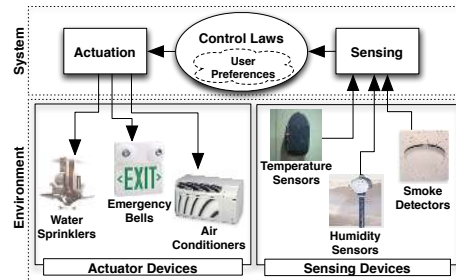 System
Actuation
Control Laws
User
Preferences
Sensing
Environment
Water
Sprinklers
EXIT
Emergency
Bells
Air
Conditioners
Actuator Devices
Temperature
Sensors
Humidity
Sensors
Smoke
Detectors
Sensing Devices